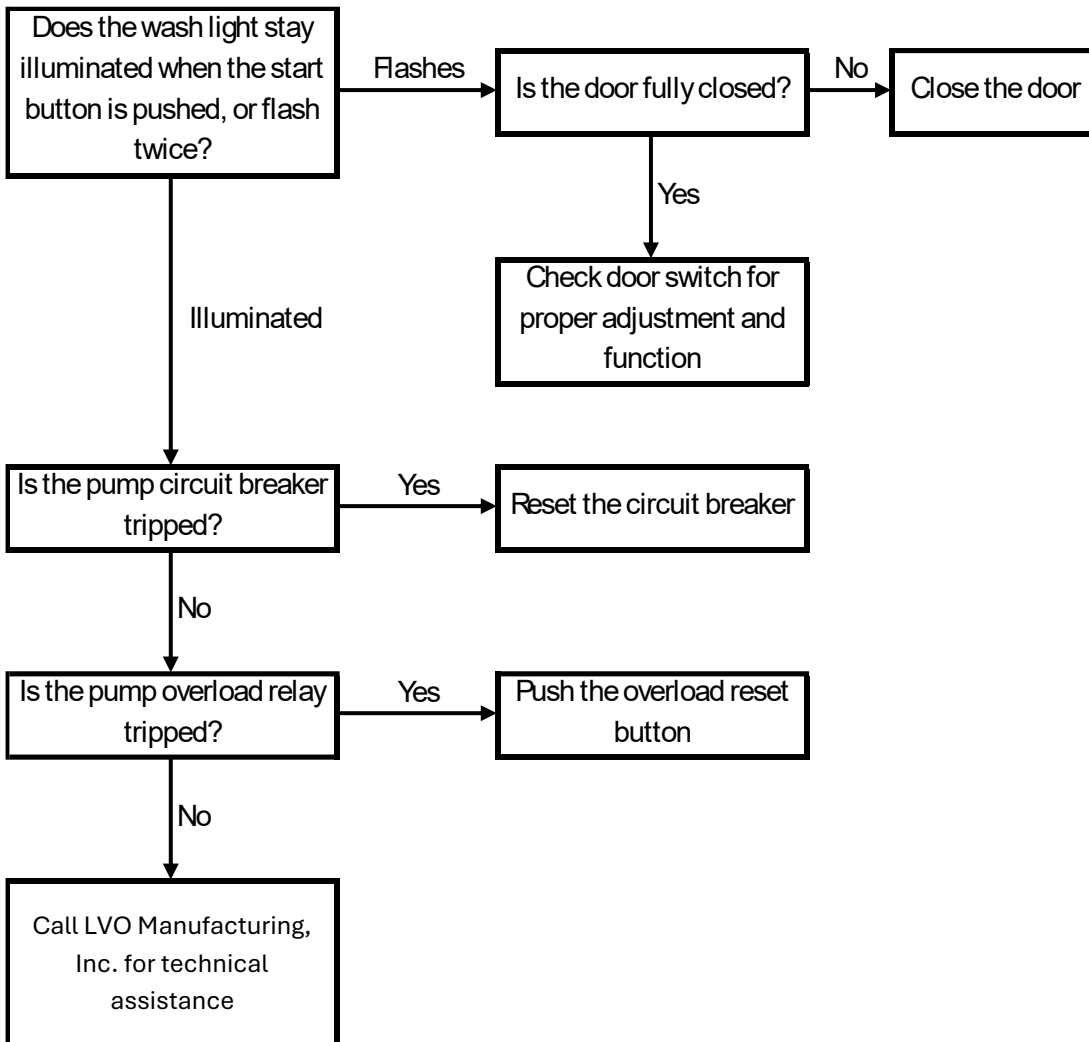 Does the wash light stay
illuminated when the start
button is pushed, or flash
twice?
Flashes
Is the door fully closed?
No
Close the door
Yes
Check door switch for
proper adjustment and
function
Illuminated
Is the pump circuit breaker
tripped?
Yes
Reset the circuit breaker
No
Is the pump overload relay
tripped?
Yes
Push the overload reset
button
No
Call LVO Manufacturing,
Inc. for technical
assistance